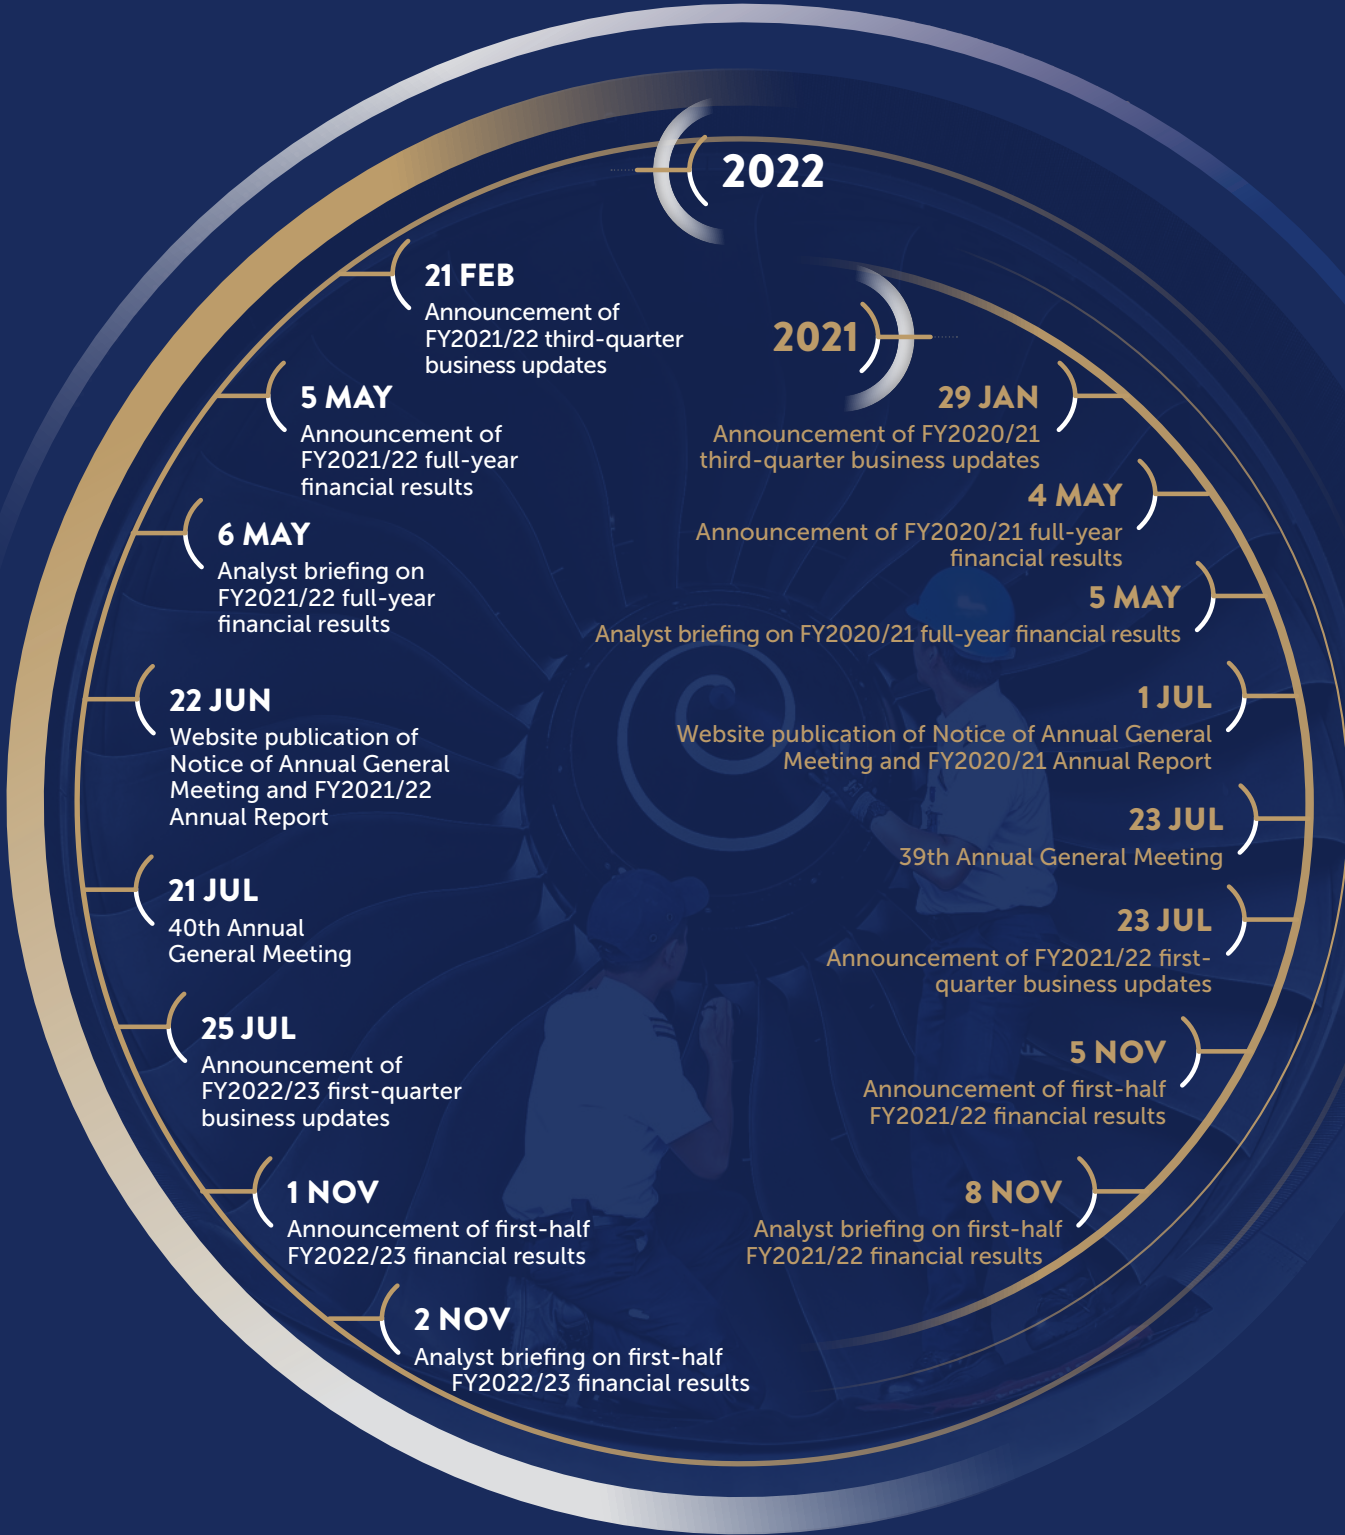 2022
21 FEB
Announcement of
FY2021/22 third-quarter
business updates
5 MAY
Announcement of
FY2021/22 full-year
financial results
6 MAY
Analyst briefing on
FY2021/22 full-year
financial results
22 JUN
Website publication of
Notice of Annual General
Meeting and FY2021/22
Annual Report
21 JUL
40th Annual
General Meeting
25 JUL
Announcement of
FY2022/23 first-quarter
business updates
1 NOV
Announcement of first-half
FY2022/23 financial results
2 NOV
Analyst briefing on first-half
FY2022/23 financial results
2021
29 JAN
Announcement of FY2020/21
third-quarter business updates
4 MAY
Announcement of FY2020/21 full-year
financial results
5 MAY
Analyst briefing on FY2020/21 full-year financial results
1 JUL
Website publication of Notice of Annual General
Meeting and FY2020/21 Annual Report
23 JUL
39th Annual General Meeting
23 JUL
Announcement of FY2021/22 first-
quarter business updates
5 NOV
Announcement of first-half
FY2021/22 financial results
8 NOV
Analyst briefing on first-half
FY2021/22 financial results